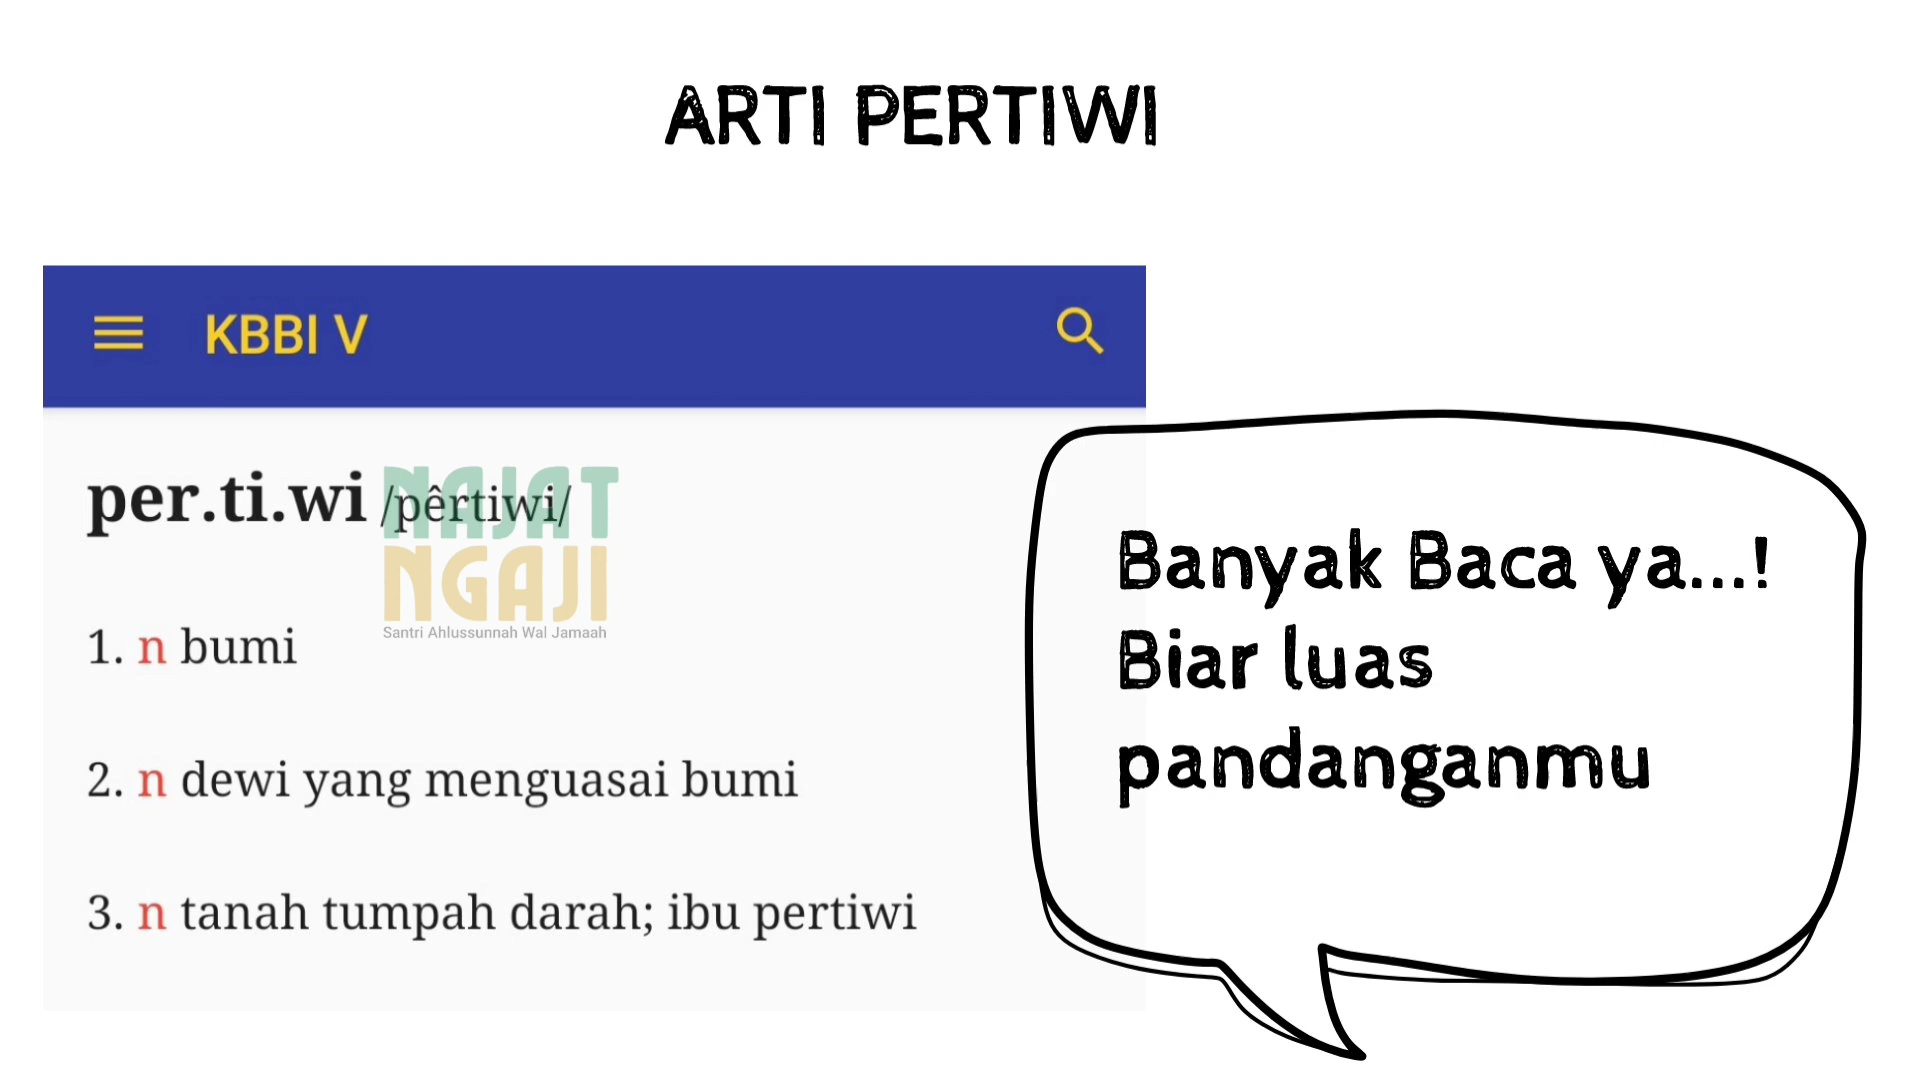 ARTI PERTIWI
KBBI V
per.ti.wi /pêrtiwi/
NAJAT
NGAJI
Santri Ahlussunnah Wal Jamaah
1. n bumi
2. n dewi yang menguasai bumi
3. n tanah tumpah darah; ibu pertiwi
Banyak Baca ya...!
Biar luas
pandanganmu